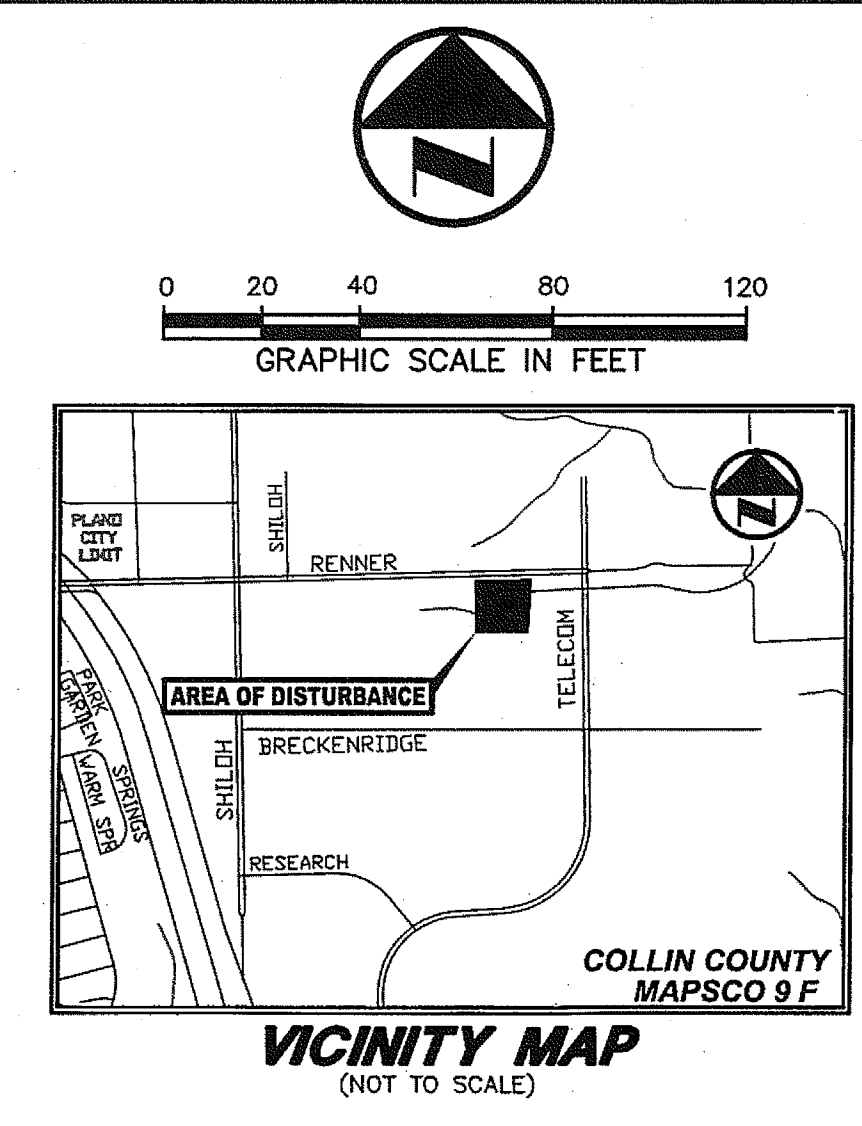 N
0 20 40 80 120
GRAPHIC SCALE IN FEET
PLANO
CITY
LIMIT
SHILOH
RENNER
N
TELECOM
AREA OF DISTURBANCE
PARK
GARDEN
SPRINGS
WARM SPR
SHILOH
BRECKENRIDGE
RESEARCH
COLLIN COUNTY
MAPSCO 9 F
VICINITY MAP
(NOT TO SCALE)